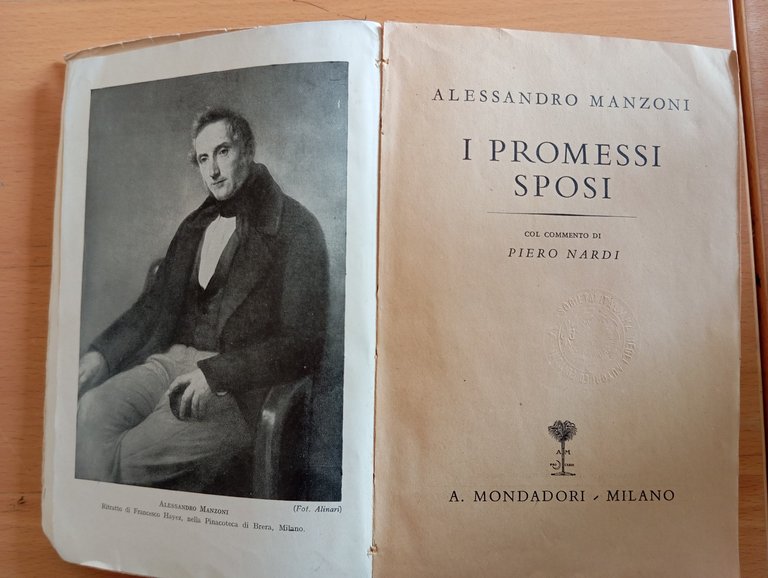 ALESSANDRO MANZONI
(Fot. Alinari)
Ritratto di Francesco Hayez, nella Pinacoteca di Brera, Milano.
ALESSANDRO MANZONI
I PROMESSI
SPOSI
COL COMMENTO DI
PIERO NARDI
A M
A. MONDADORI - MILANO